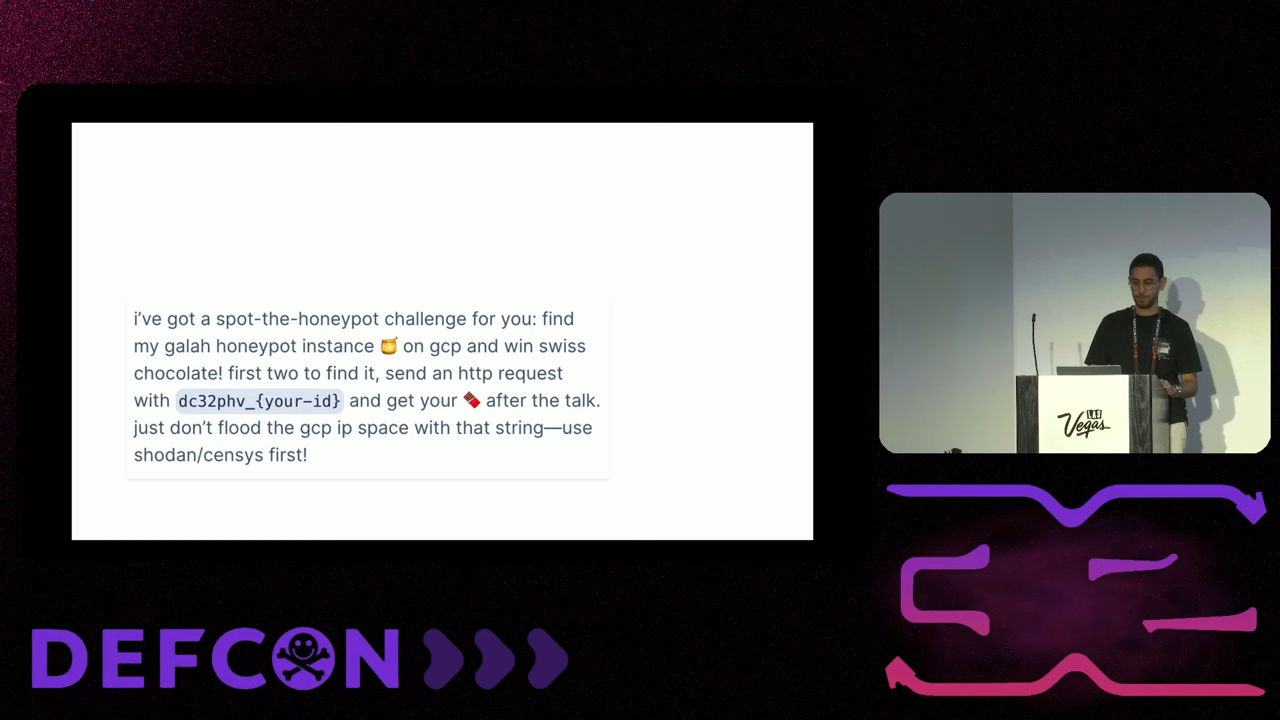 i’ve got a spot-the-honeypot challenge for you: find
my galah honeypot instance 🍯 on gcp and win swiss
chocolate! first two to find it, send an http request
with dc32phv_{your-id} and get your 🍫 after the talk.
just don’t flood the gcp ip space with that string—use
shodan/censys first!
LAS
Vegas
DEFCON